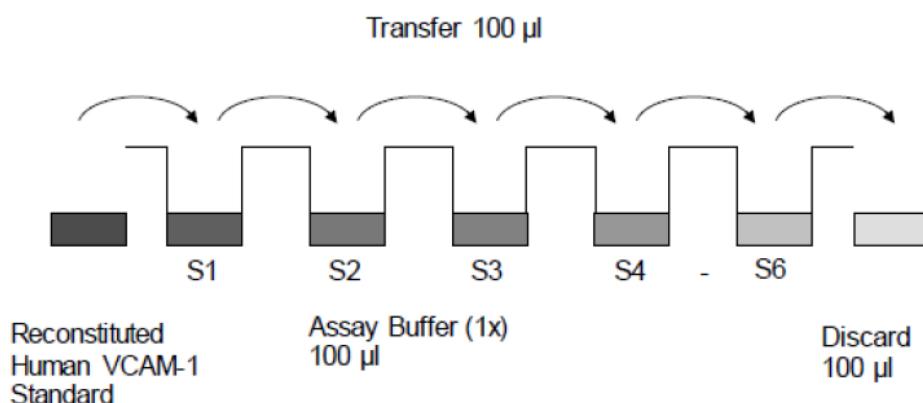 Transfer 100 µl
S1 S2 S3 S4 - S6
Reconstituted
Human VCAM-1
Standard
Assay Buffer (1x)
100 µl
Discard
100 µl